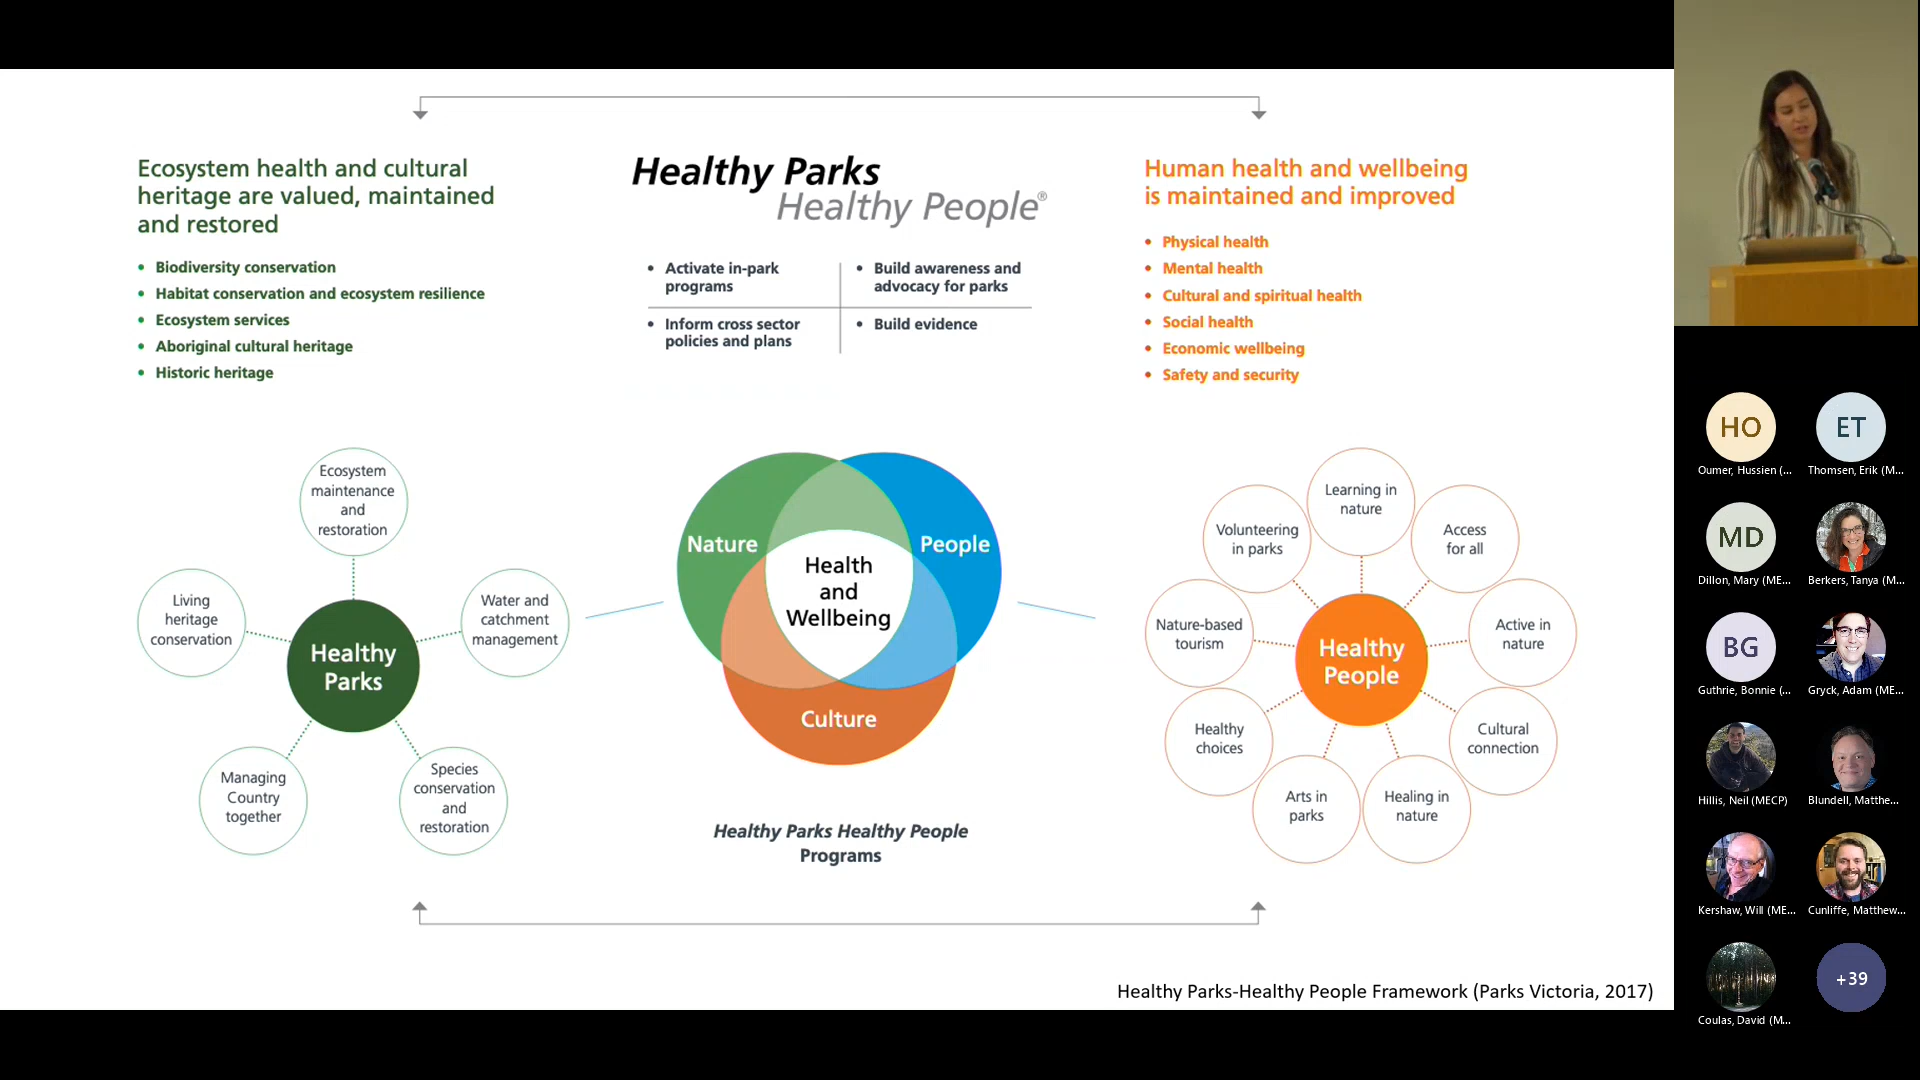 Ecosystem health and cultural
heritage are valued, maintained
and restored
• Biodiversity conservation
• Habitat conservation and ecosystem resilience
• Ecosystem services
• Aboriginal cultural heritage
• Historic heritage
Healthy Parks
Healthy People®
• Activate in-park
programs
• Build awareness and
advocacy for parks
• Inform cross sector
policies and plans
• Build evidence
Human health and wellbeing
is maintained and improved
• Physical health
• Mental health
• Cultural and spiritual health
• Social health
• Economic wellbeing
• Safety and security
Ecosystem
maintenance
and
restoration
Living
heritage
conservation
Water and
catchment
management
Healthy
Parks
Managing
Country
together
Species
conservation
and
restoration
Nature
People
Health
and
Wellbeing
Culture
Healthy Parks Healthy People
Programs
Learning in
nature
Volunteering
in parks
Access
for all
Nature-based
tourism
Active in
nature
Healthy
People
Healthy
choices
Cultural
connection
Arts in
parks
Healing in
nature
Healthy Parks-Healthy People Framework (Parks Victoria, 2017)
HO
ET
Oumer, Hussien (...
Thomsen, Erik (M...
MD
Dillon, Mary (ME...
Berkers, Tanya (M...
BG
Guthrie, Bonnie (...
Gryck, Adam (ME...
Hillis, Neil (MECP)
Blundell, Matthe...
Kershaw, Will (ME...
Cunliffe, Matthew...
+39
Coulas, David (M...